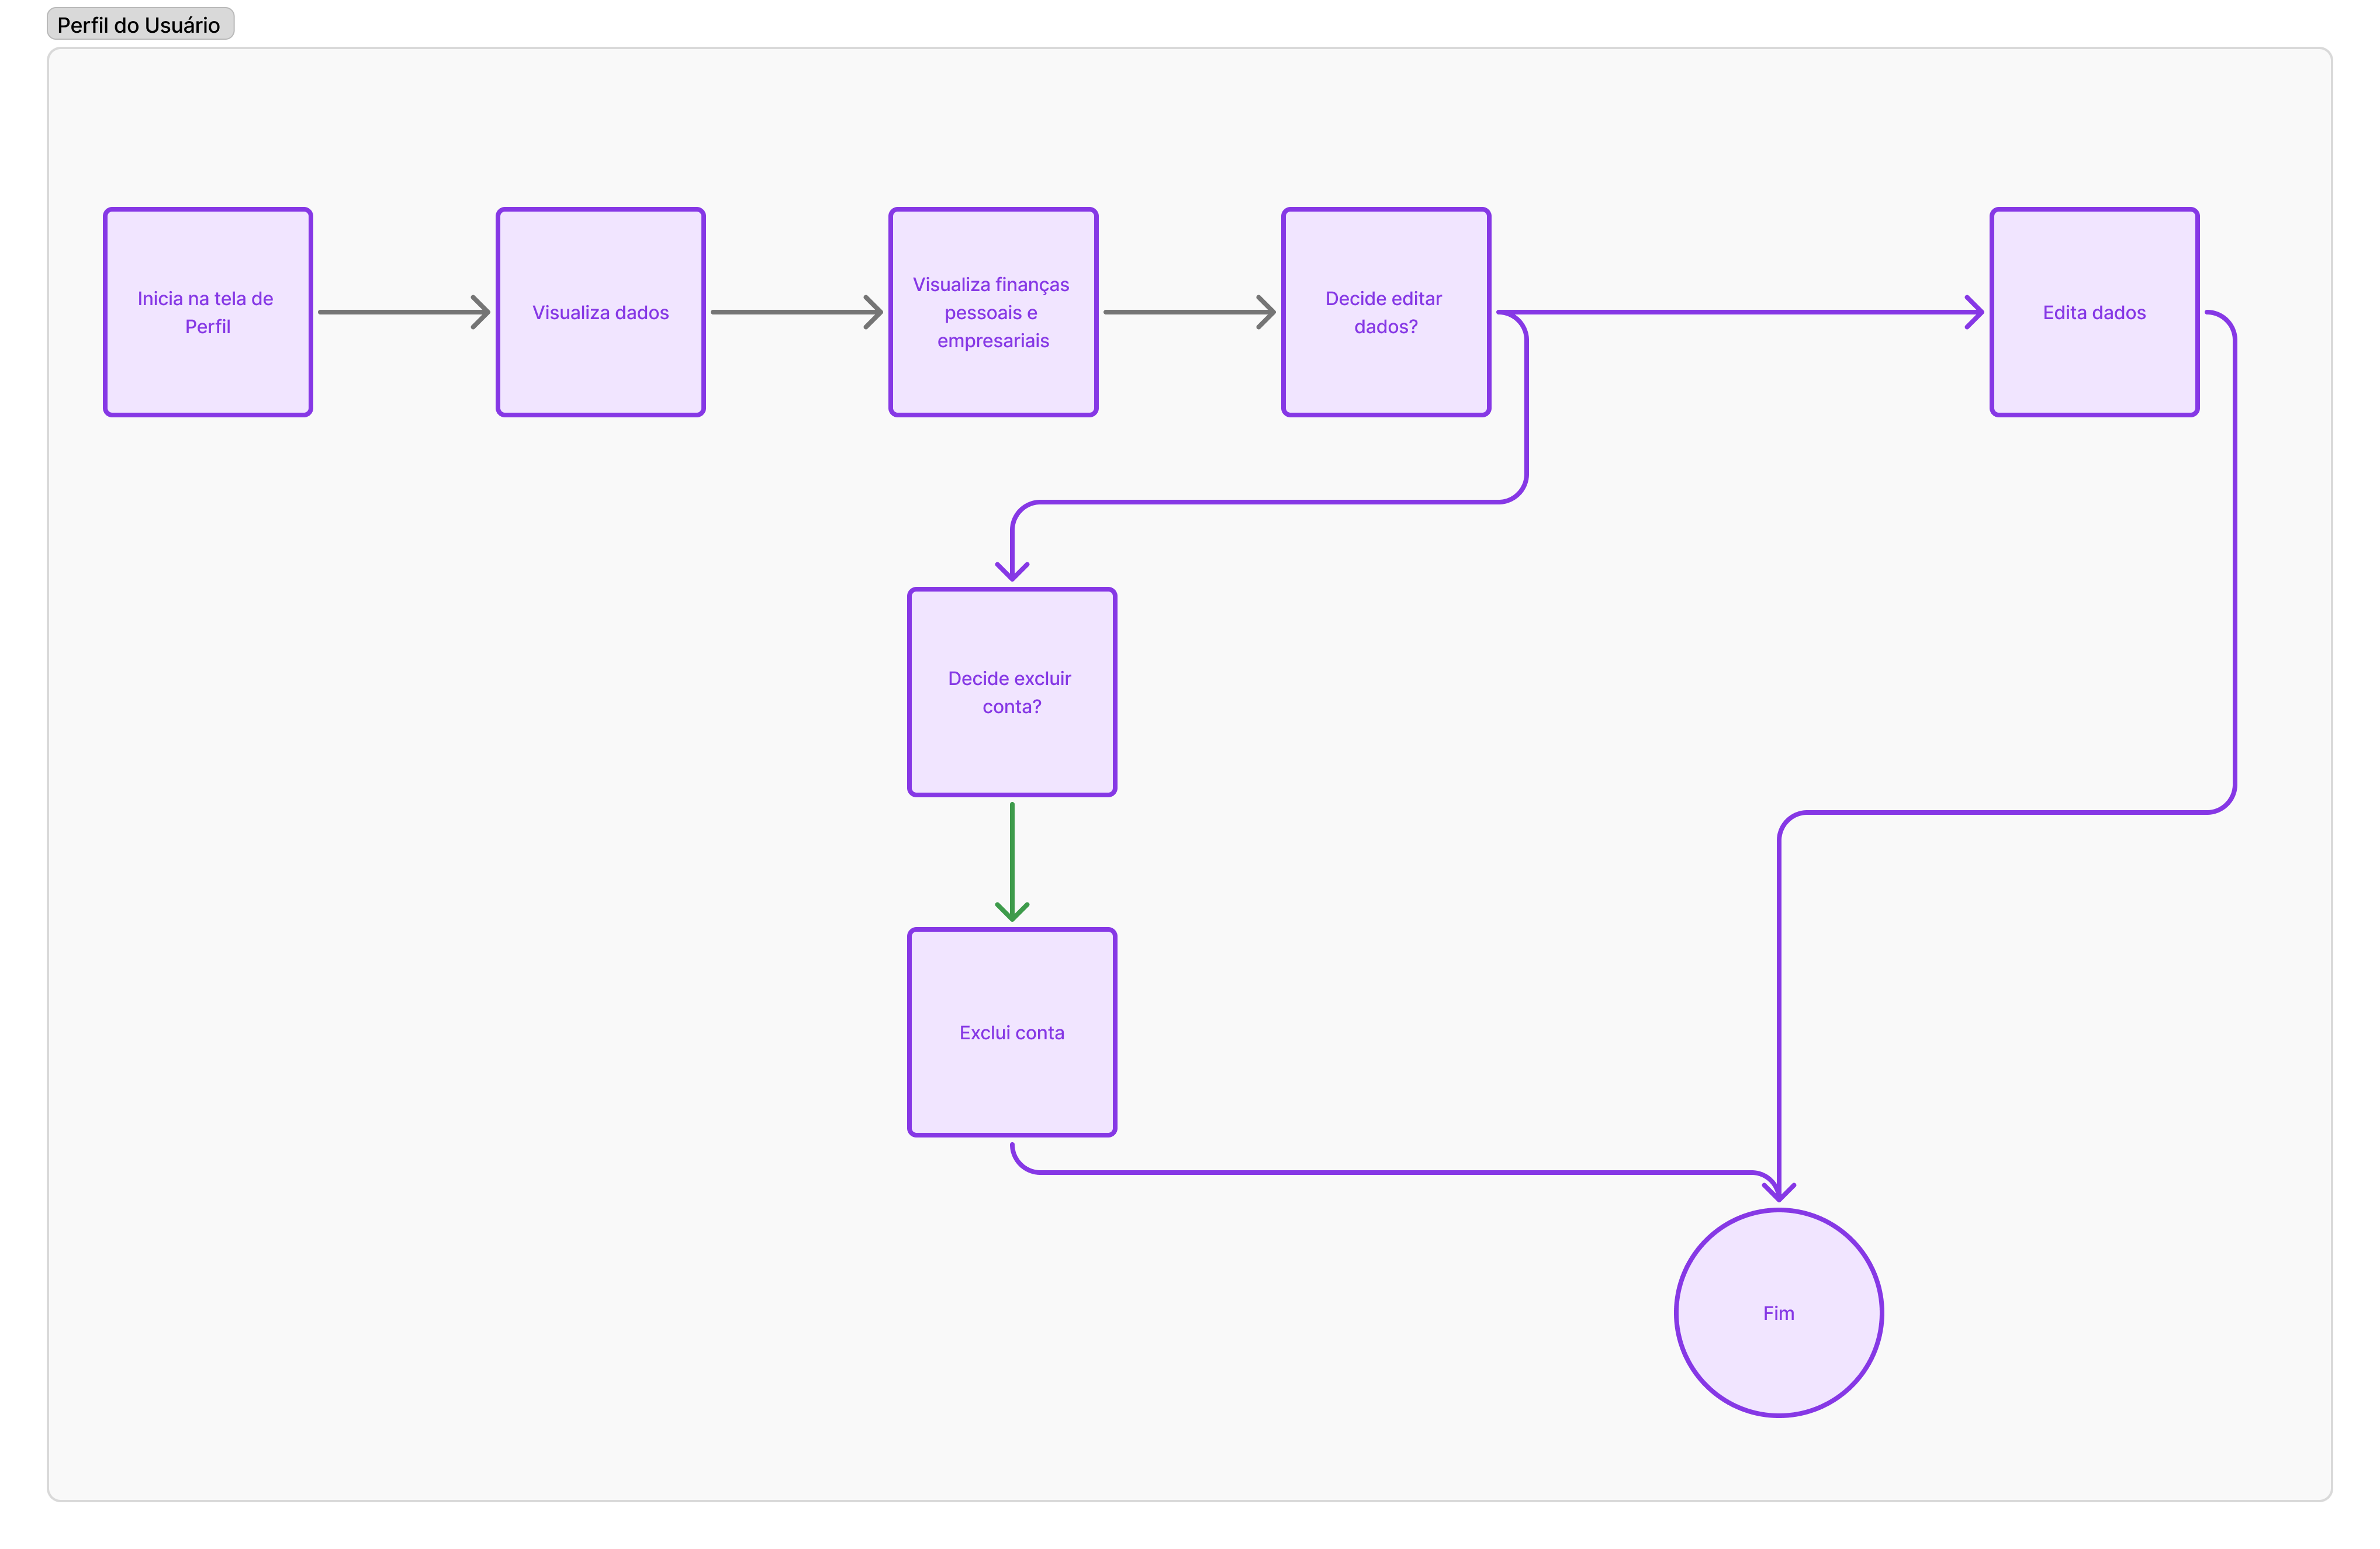 Perfil do Usuário
Inicia na tela de
Perfil
Visualiza dados
Visualiza finanças
pessoais e
empresariais
Decide editar
dados?
Edita dados
Decide excluir
conta?
Exclui conta
Fim